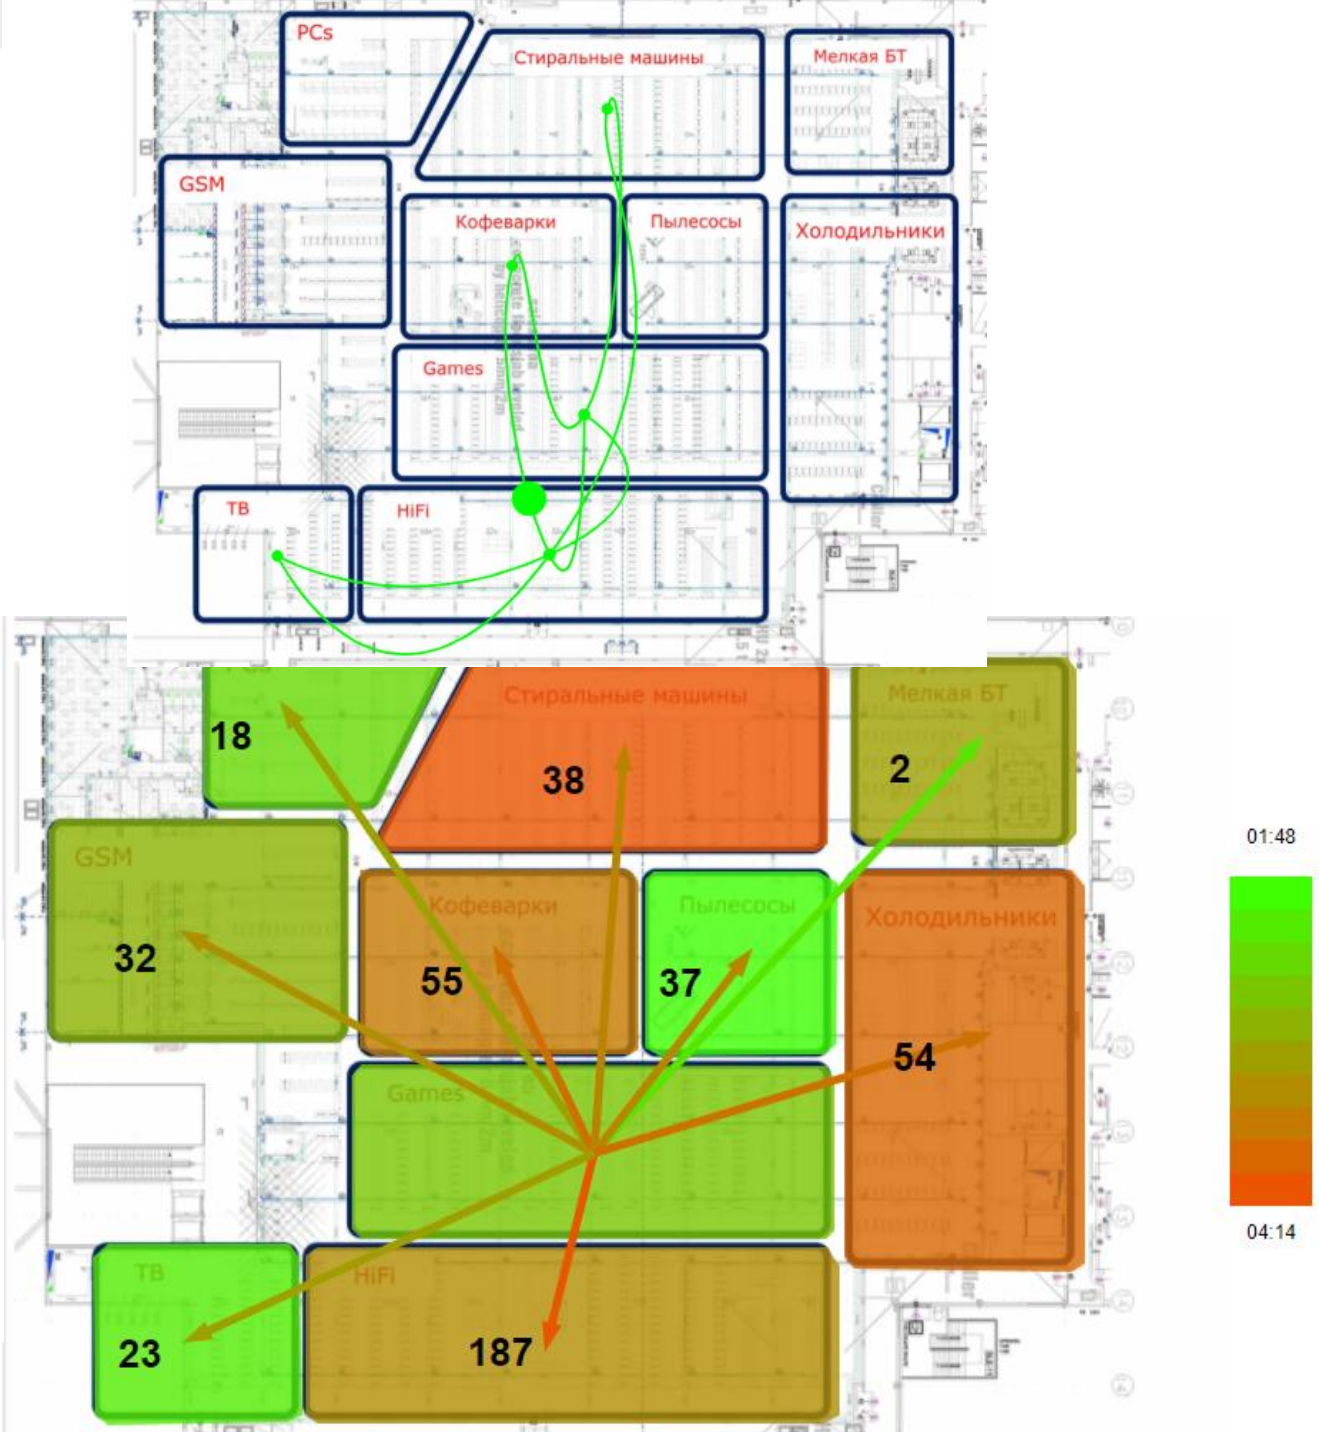 PCs
Стиральные машины
Мелкая БТ
GSM
Кофеварки
Пылесосы
Холодильники
Games
ТВ
HiFi
Стиральные машины
Мелкая БТ
18
38
2
01:48
GSM
Кофеварки
Пылесосы
Холодильники
32
55
37
54
Games
04:14
ТВ
HiFi
23
187